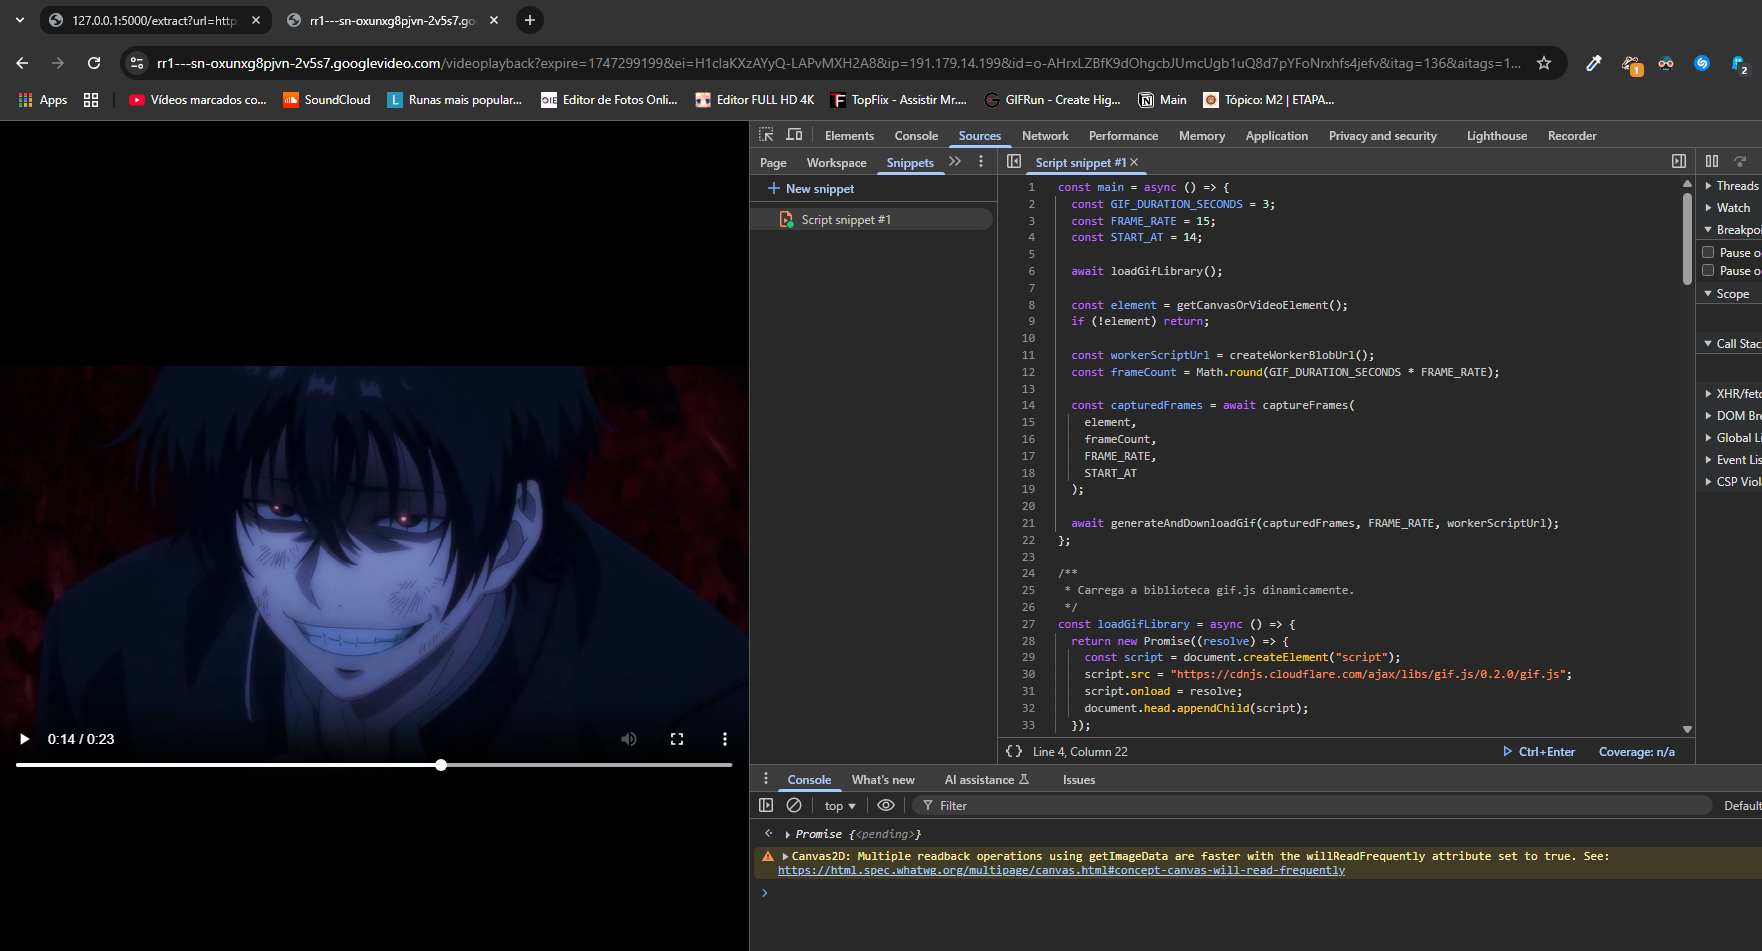 127.0.0.1:5000/extract?url=http
rr1---sn-oxunxg8pjvn-2v5s7.go
rr1---sn-oxunxg8pjvn-2v5s7.googlevideo.com/videoplayback?expire=1747299199&ei=H1claKXzAYyQ-LAPvMXH2A8&ip=191.179.14.199&id=o-AHrxLZBfK9dOhgcbJUmcUgb1uQ8d7pYFoNrxhfs4jefv&itag=136&aitags=1...
1
2
Apps
Vídeos marcados co...
SoundCloud
L Runas mais popular...
Editor de Fotos Onli...
Editor FULL HD 4K
TopFlix - Assistir Mr....
GIFRun - Create Hig...
Main
Tópico: M2 | ETAPA...
Elements Console Sources Network Performance Memory Application Privacy and security Lighthouse Recorder
Page Workspace Snippets
Script snippet #1
+ New snippet
Script snippet #1
1 const main = async () => {
2 const GIF_DURATION_SECONDS = 3;
3 const FRAME_RATE = 15;
4 const START_AT = 14;
5
6 await loadGifLibrary();
7
8 const element = getCanvasOrVideoElement();
9 if (!element) return;
10
11 const workerScriptUrl = createWorkerBlobUrl();
12 const frameCount = Math.round(GIF_DURATION_SECONDS * FRAME_RATE);
13
14 const capturedFrames = await captureFrames(
15 element,
16 frameCount,
17 FRAME_RATE,
18 START_AT
19 );
20
21 await generateAndDownloadGif(capturedFrames, FRAME_RATE, workerScriptUrl);
22 };
23
24 /**
25 * Carrega a biblioteca gif.js dinamicamente.
26 */
27 const loadGifLibrary = async () => {
28 return new Promise((resolve) => {
29 const script = document.createElement("script");
30 script.src = "https://cdnjs.cloudflare.com/ajax/libs/gif.js/0.2.0/gif.js";
31 script.onload = resolve;
32 document.head.appendChild(script);
33 });
{} Line 4, Column 22
Ctrl+Enter
Coverage: n/a
Threads
Watch
Breakpoi
Pause o
Pause o
Scope
Call Stac
XHR/fetc
DOM Bre
Global Li
Event Lis
CSP Viol
0:14 / 0:23
Console What's new AI assistance Issues
top
Filter
Default
Promise {<pending>}
Canvas2D: Multiple readback operations using getImageData are faster with the willReadFrequently attribute set to true. See:
https://html.spec.whatwg.org/multipage/canvas.html#concept-canvas-will-read-frequently